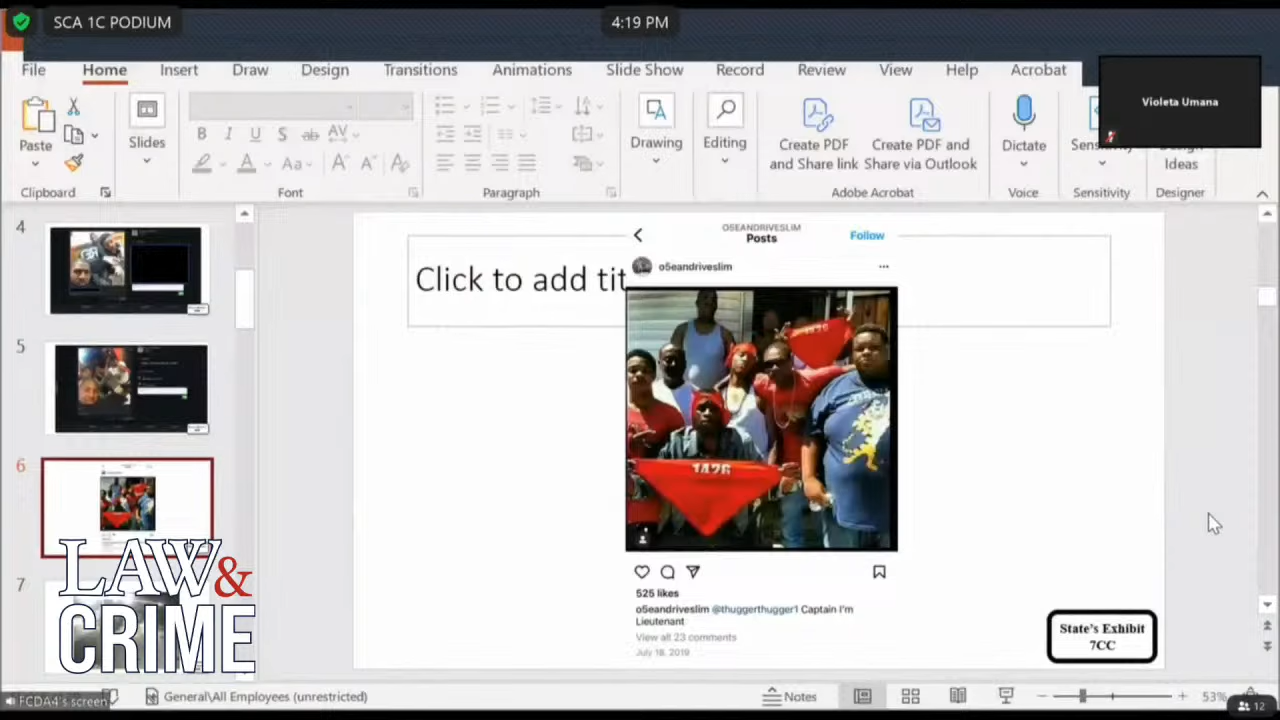 SCA 1C PODIUM
4:19 PM
File Home Insert Draw Design Transitions Animations Slide Show Record Review View Help Acrobat
Violeta Umana
Paste
Slides
Drawing
Editing
Create PDF
and Share link
Create PDF and
Share via Outlook
Dictate
Ideas
Clipboard
Font
Paragraph
Adobe Acrobat
Voice
Sensitivity
Designer
4
5
6
7
Click to add tit
O5EANDRIVESLIM
Posts
Follow
o5eandriveslim
1426
1426
525 likes
o5eandriveslim @thuggerthugger1 Captain I'm
Lieutenant
View all 23 comments
July 18, 2019
State's Exhibit
7CC
LAW&
CRIME
General\All Employees (unrestricted)
Notes
53%
12